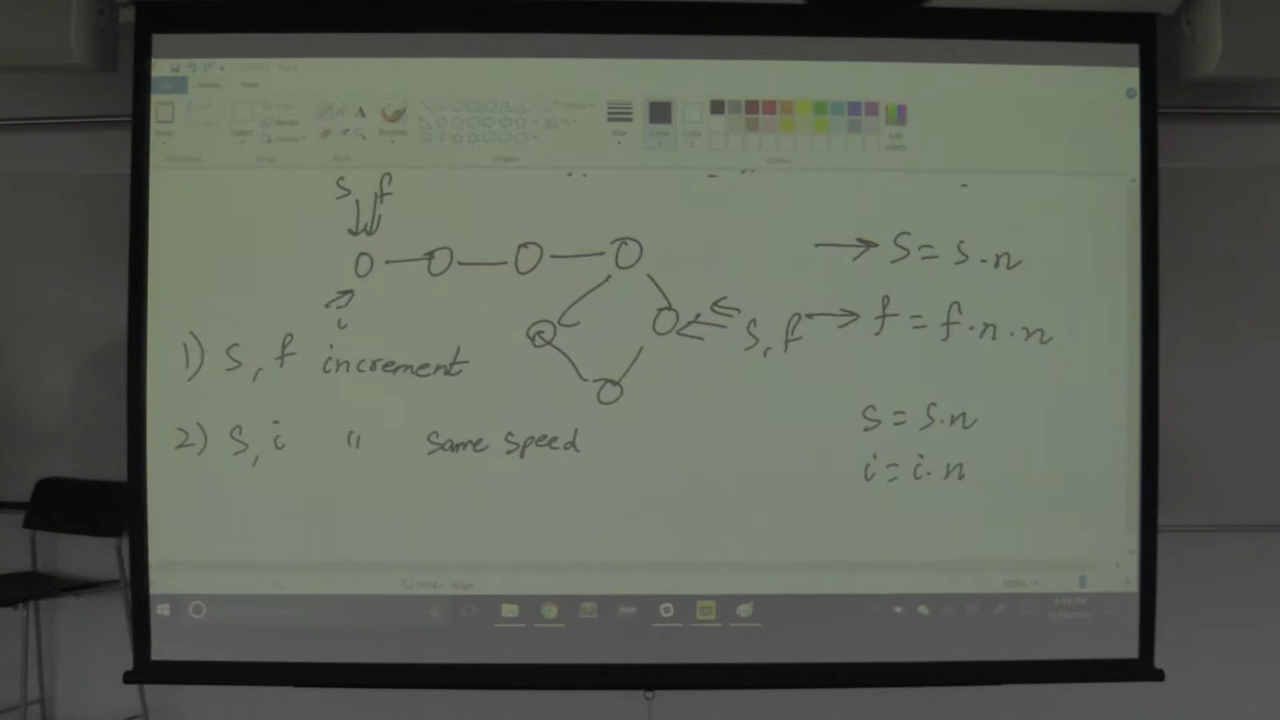 s f
→ s = s.n
i
s, f → f = f.n.n
1) s, f increment
s = s.n
2) s, i " same speed
i = i.n